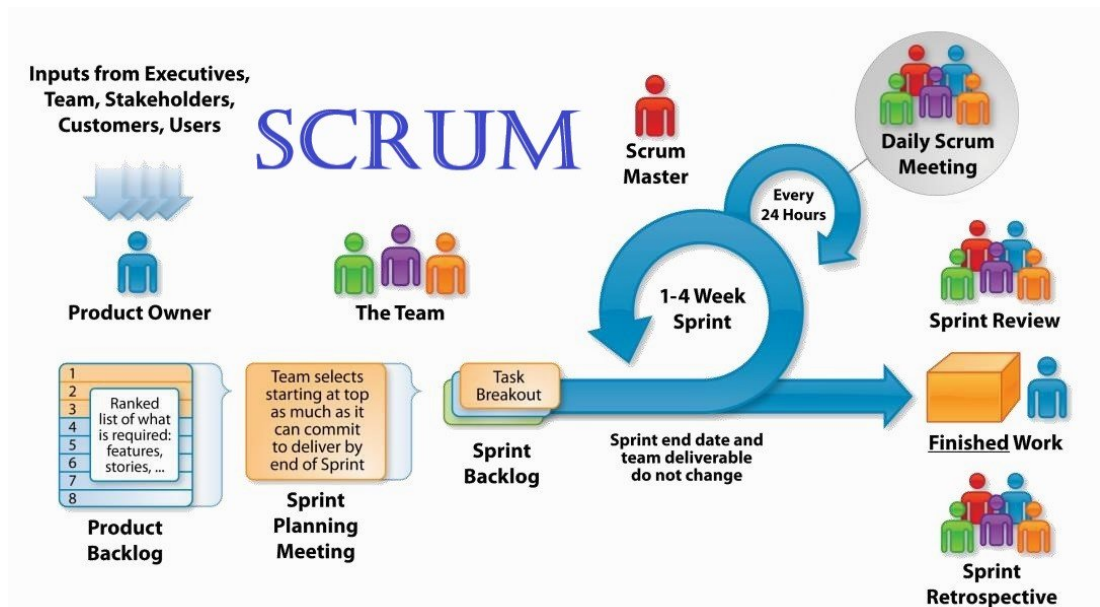 Inputs from Executives,
Team, Stakeholders,
Customers, Users
SCRUM
Product Owner
The Team
Scrum
Master
Every
24 Hours
Daily Scrum
Meeting
1-4 Week
Sprint
Sprint Review
1
2
3
4
5
6
7
8
Ranked
list of what
is required:
features,
stories, ...
Product
Backlog
Team selects
starting at top
as much as it
can commit
to deliver by
end of Sprint
Sprint
Planning
Meeting
Task
Breakout
Sprint
Backlog
Sprint end date and
team deliverable
do not change
Finished Work
Sprint
Retrospective